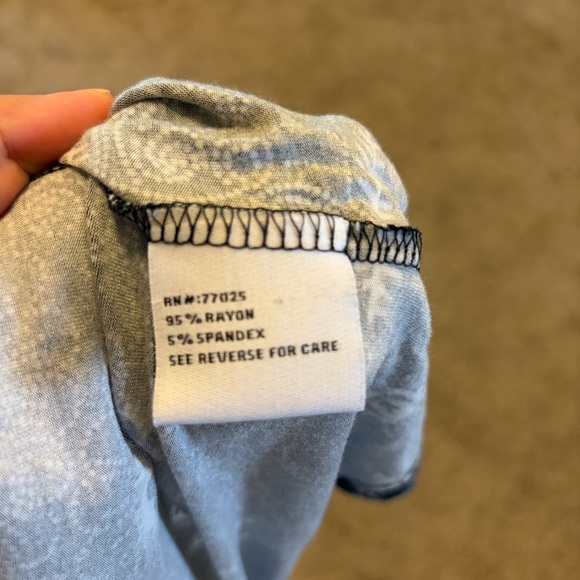 RN#:77025
95% RAYON
5% SPANDEX
SEE REVERSE FOR CARE